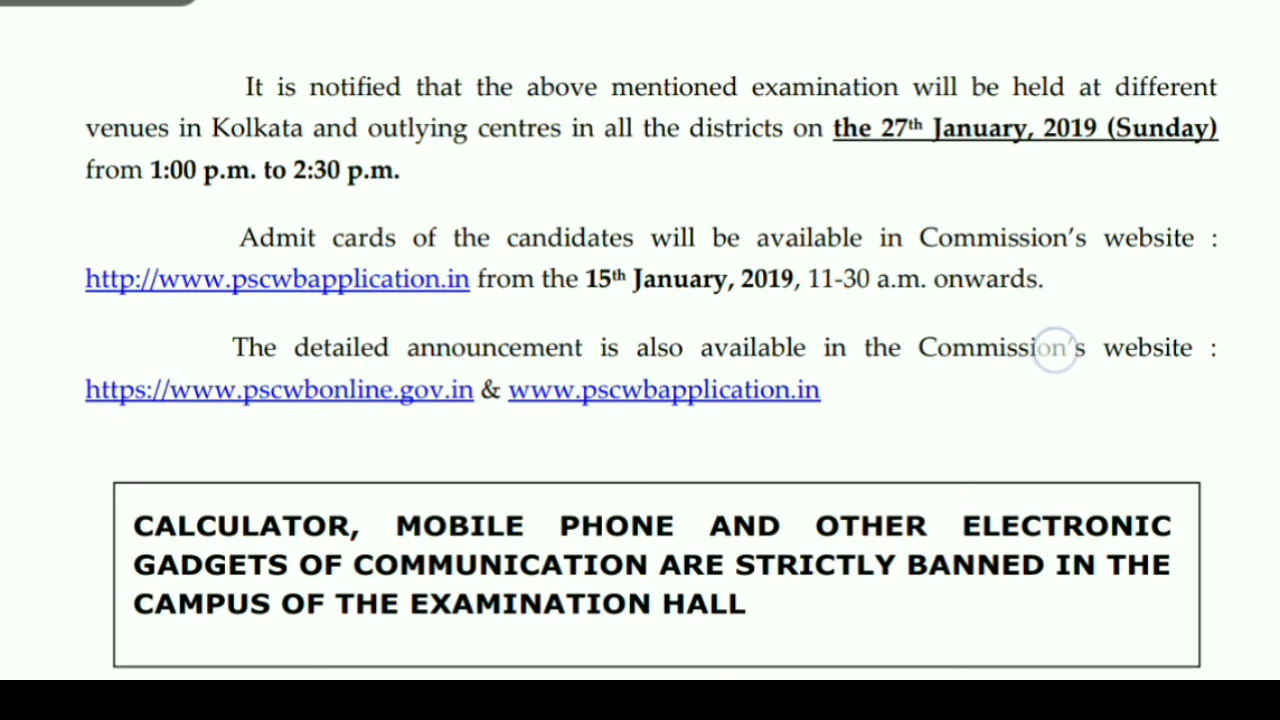 It is notified that the above mentioned examination will be held at different
venues in Kolkata and outlying centres in all the districts on the 27th January, 2019 (Sunday)
from 1:00 p.m. to 2:30 p.m.
Admit cards of the candidates will be available in Commission's website :
http://www.pscwbapplication.in from the 15th January, 2019, 11-30 a.m. onwards.
The detailed announcement is also available in the Commission's website :
https://www.pscwbonline.gov.in & www.pscwbapplication.in
CALCULATOR, MOBILE PHONE AND OTHER ELECTRONIC
GADGETS OF COMMUNICATION ARE STRICTLY BANNED IN THE
CAMPUS OF THE EXAMINATION HALL